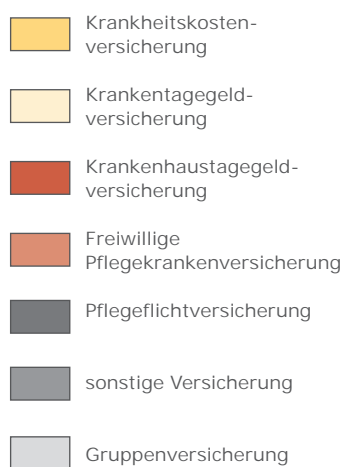 Krankheitskosten-
versicherung
Krankentagegeld-
versicherung
Krankenhaustagegeld-
versicherung
Freiwillige
Pflegekrankenversicherung
Pflegeflichtversicherung
sonstige Versicherung
Gruppenversicherung